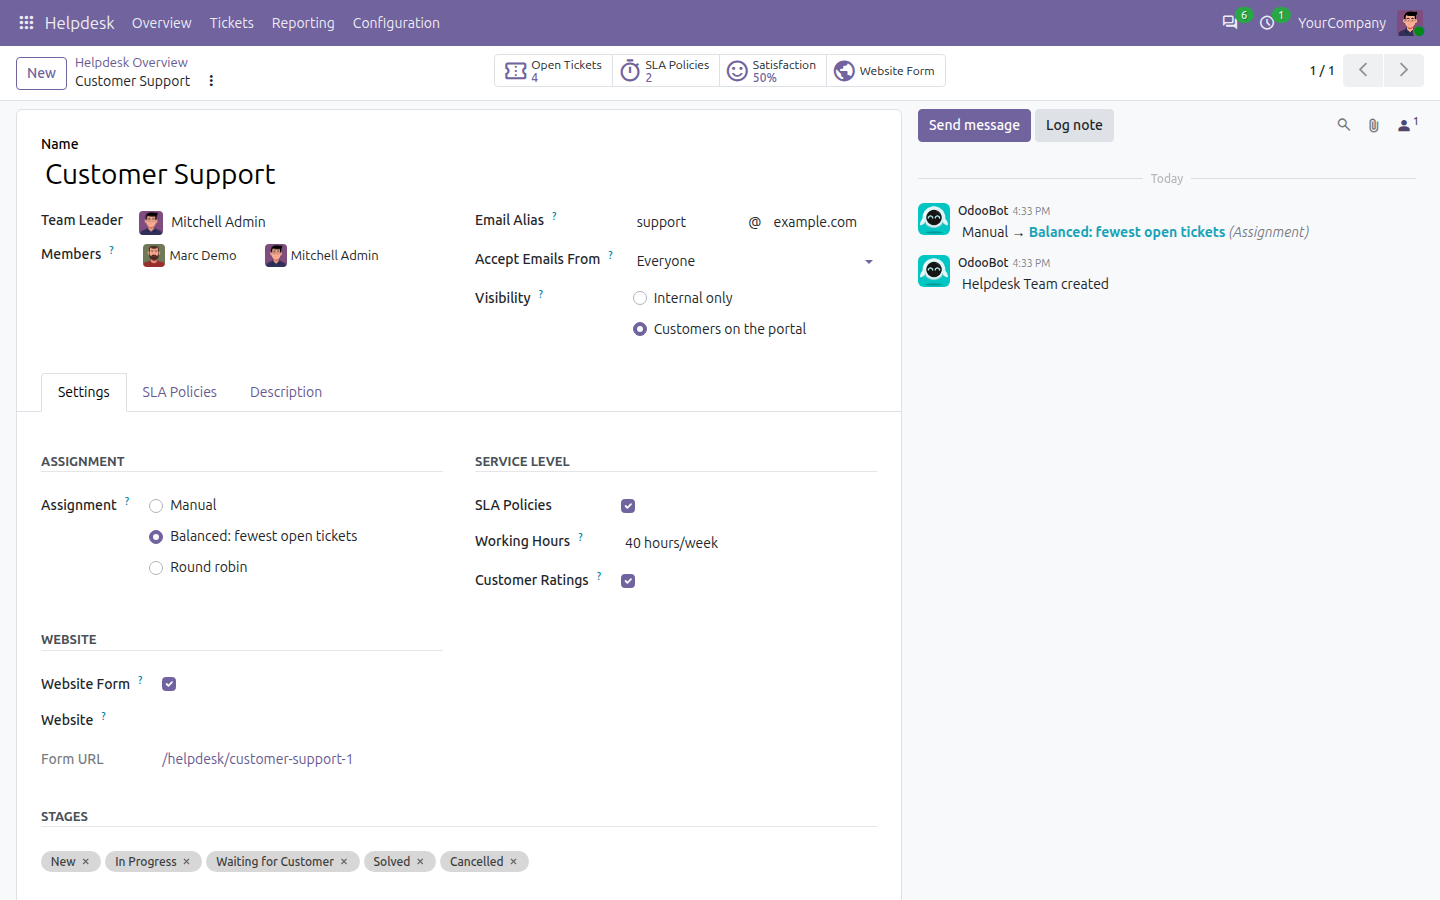 Helpdesk Overview Tickets Reporting Configuration 6 1 YourCompany
New Helpdesk Overview
Customer Support
Open Tickets 4
SLA Policies 2
Satisfaction 50%
Website Form
1 / 1
Name
Customer Support
Team Leader Mitchell Admin
Members ? Marc Demo Mitchell Admin
Email Alias ? support @ example.com
Accept Emails From ? Everyone
Visibility ? Internal only
Customers on the portal
Settings SLA Policies Description
ASSIGNMENT
Assignment ? Manual
Balanced: fewest open tickets
Round robin
SERVICE LEVEL
SLA Policies
Working Hours ? 40 hours/week
Customer Ratings ?
WEBSITE
Website Form ?
Website ?
Form URL /helpdesk/customer-support-1
STAGES
New × In Progress × Waiting for Customer × Solved × Cancelled ×
Send message Log note 1
Today
OdooBot 4:33 PM
Manual → Balanced: fewest open tickets (Assignment)
OdooBot 4:33 PM
Helpdesk Team created